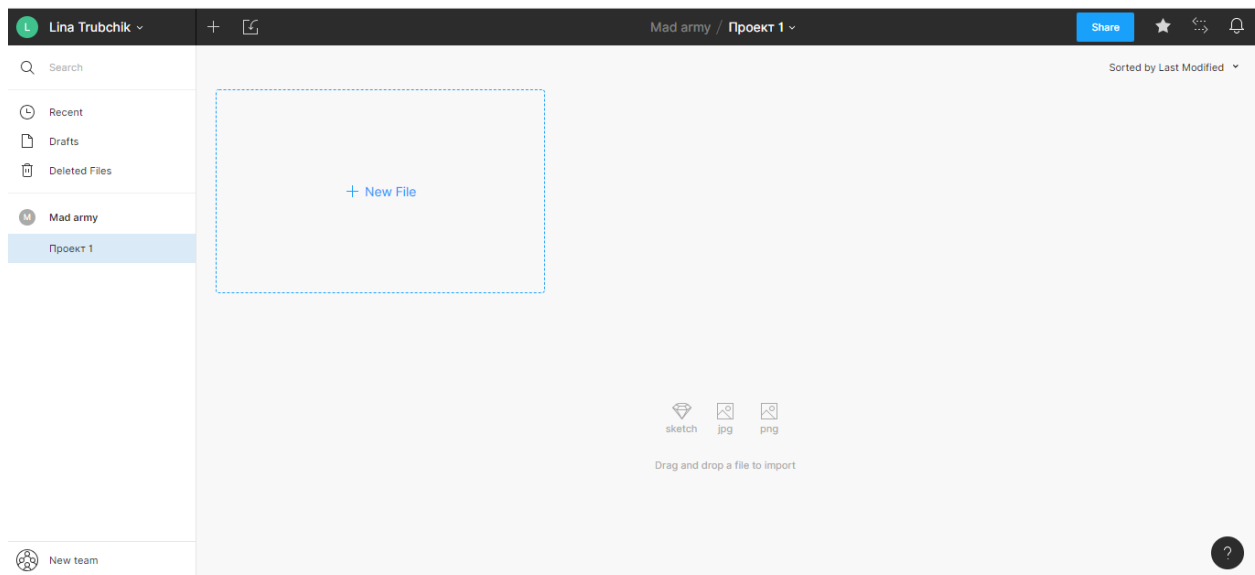 L Lina Trubchik
Mad army / Проект 1
Share
Search
Sorted by Last Modified
Recent
Drafts
Deleted Files
+ New File
M Mad army
Проект 1
sketch jpg png
Drag and drop a file to import
New team
?